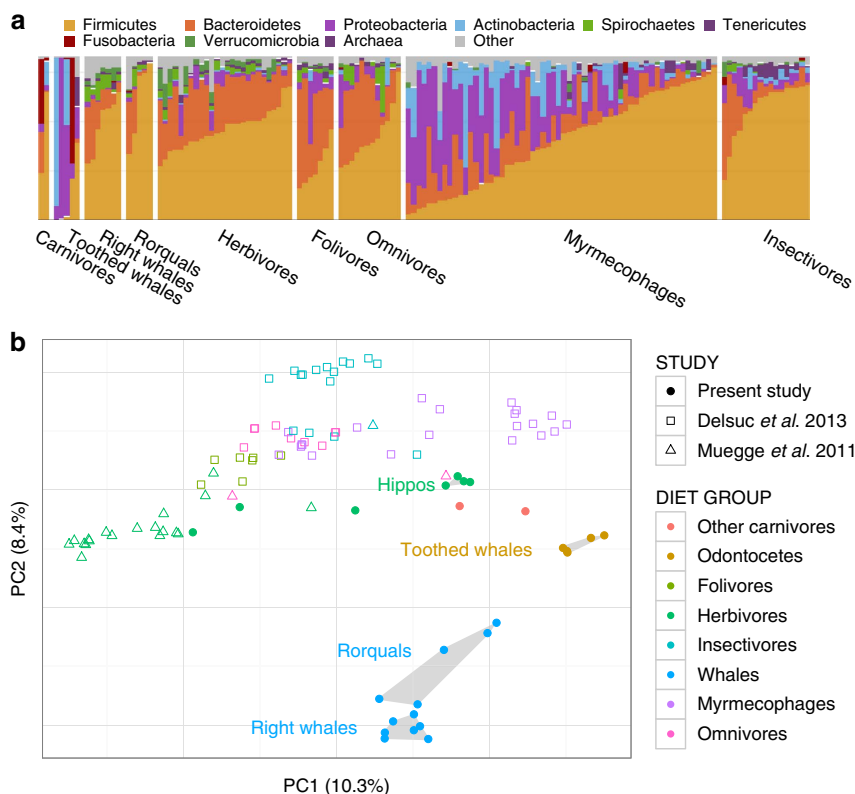 a
Firmicutes Bacteroidetes Proteobacteria Actinobacteria Spirochaetes Tenericutes
Fusobacteria Verrucomicrobia Archaea Other
Carnivores
Toothed whales
Right whales
Rorquals
Herbivores
Folivores
Omnivores
Myrmecophages
Insectivores
b
PC2 (8.4%)
Hippos
Toothed whales
Rorquals
Right whales
PC1 (10.3%)
STUDY
Present study
Delsuc et al. 2013
Muegge et al. 2011
DIET GROUP
Other carnivores
Odontocetes
Folivores
Herbivores
Insectivores
Whales
Myrmecophages
Omnivores